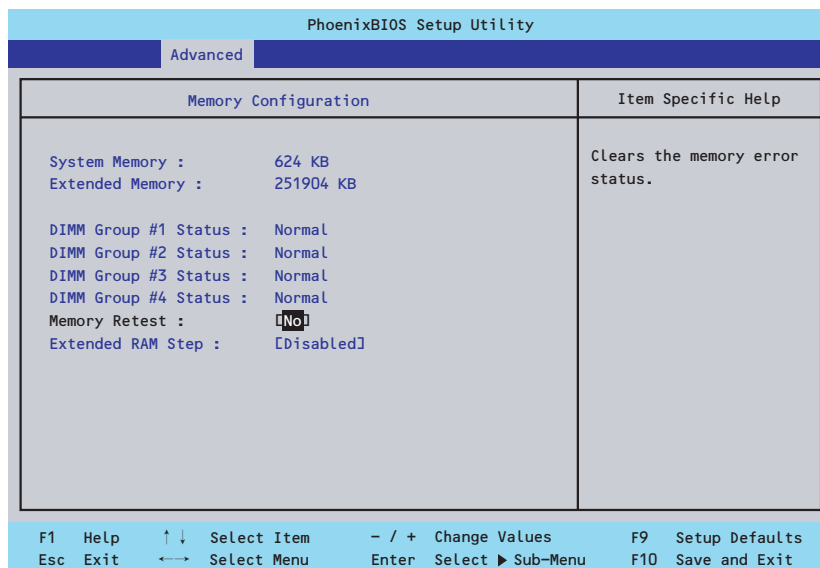 PhoenixBIOS Setup Utility
Advanced
Memory Configuration
Item Specific Help
System Memory : 624 KB
Extended Memory : 251904 KB
DIMM Group #1 Status : Normal
DIMM Group #2 Status : Normal
DIMM Group #3 Status : Normal
DIMM Group #4 Status : Normal
Memory Retest : [No]
Extended RAM Step : [Disabled]
Clears the memory error
status.
F1 Help ↑↓ Select Item - / + Change Values F9 Setup Defaults
Esc Exit ←→ Select Menu Enter Select ▶ Sub-Menu F10 Save and Exit